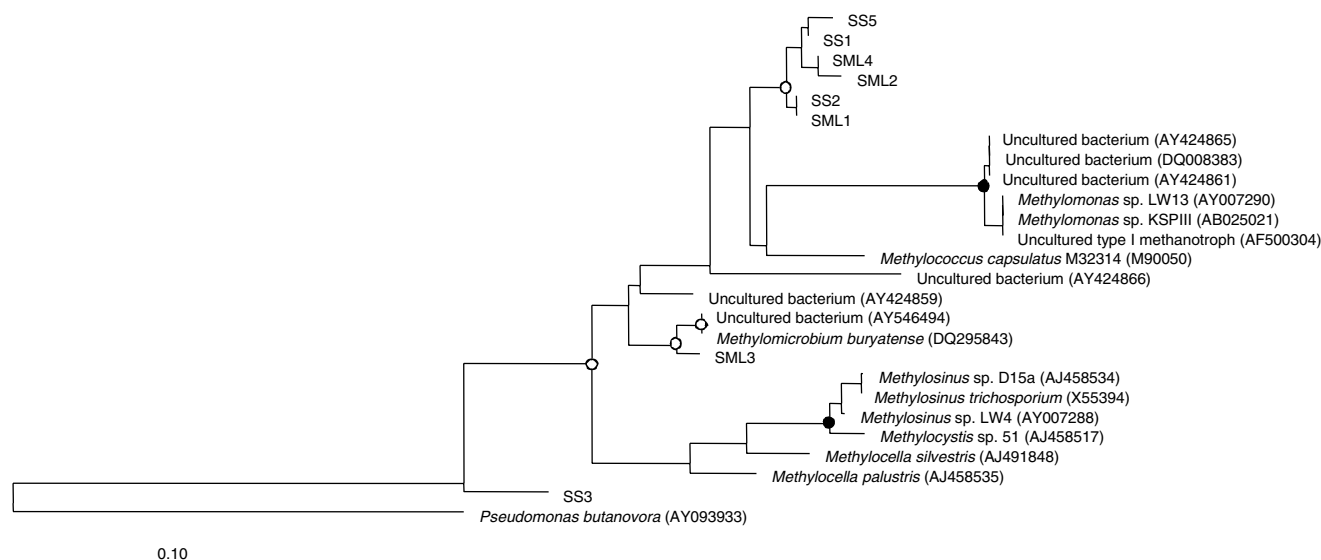 SS5
SS1
SML4
SML2
SS2
SML1
Uncultured bacterium (AY424865)
Uncultured bacterium (DQ008383)
Uncultured bacterium (AY424861)
Methylomonas sp. LW13 (AY007290)
Methylomonas sp. KSPIII (AB025021)
Uncultured type I methanotroph (AF500304)
Methylococcus capsulatus M32314 (M90050)
Uncultured bacterium (AY424866)
Uncultured bacterium (AY424859)
Uncultured bacterium (AY546494)
Methylomicrobium buryatense (DQ295843)
SML3
Methylosinus sp. D15a (AJ458534)
Methylosinus trichosporium (X55394)
Methylosinus sp. LW4 (AY007288)
Methylocystis sp. 51 (AJ458517)
Methylocella silvestris (AJ491848)
Methylocella palustris (AJ458535)
SS3
Pseudomonas butanovora (AY093933)
0.10